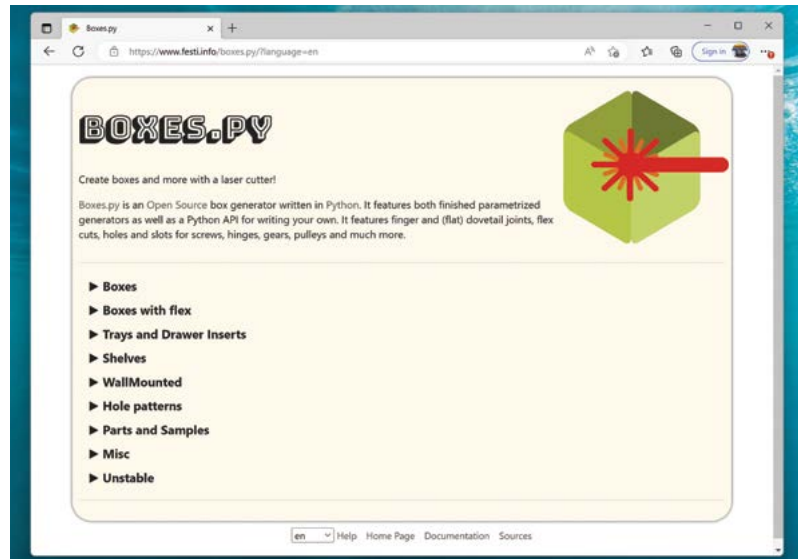 Boxes.py
https://www.festi.info/boxes.py/?language=en
Sign in
BOXES.PY
Create boxes and more with a laser cutter!
Boxes.py is an Open Source box generator written in Python. It features both finished parametrized
generators as well as a Python API for writing your own. It features finger and (flat) dovetail joints, flex
cuts, holes and slots for screws, hinges, gears, pulleys and much more.
▶ Boxes
▶ Boxes with flex
▶ Trays and Drawer Inserts
▶ Shelves
▶ WallMounted
▶ Hole patterns
▶ Parts and Samples
▶ Misc
▶ Unstable
en Help Home Page Documentation Sources